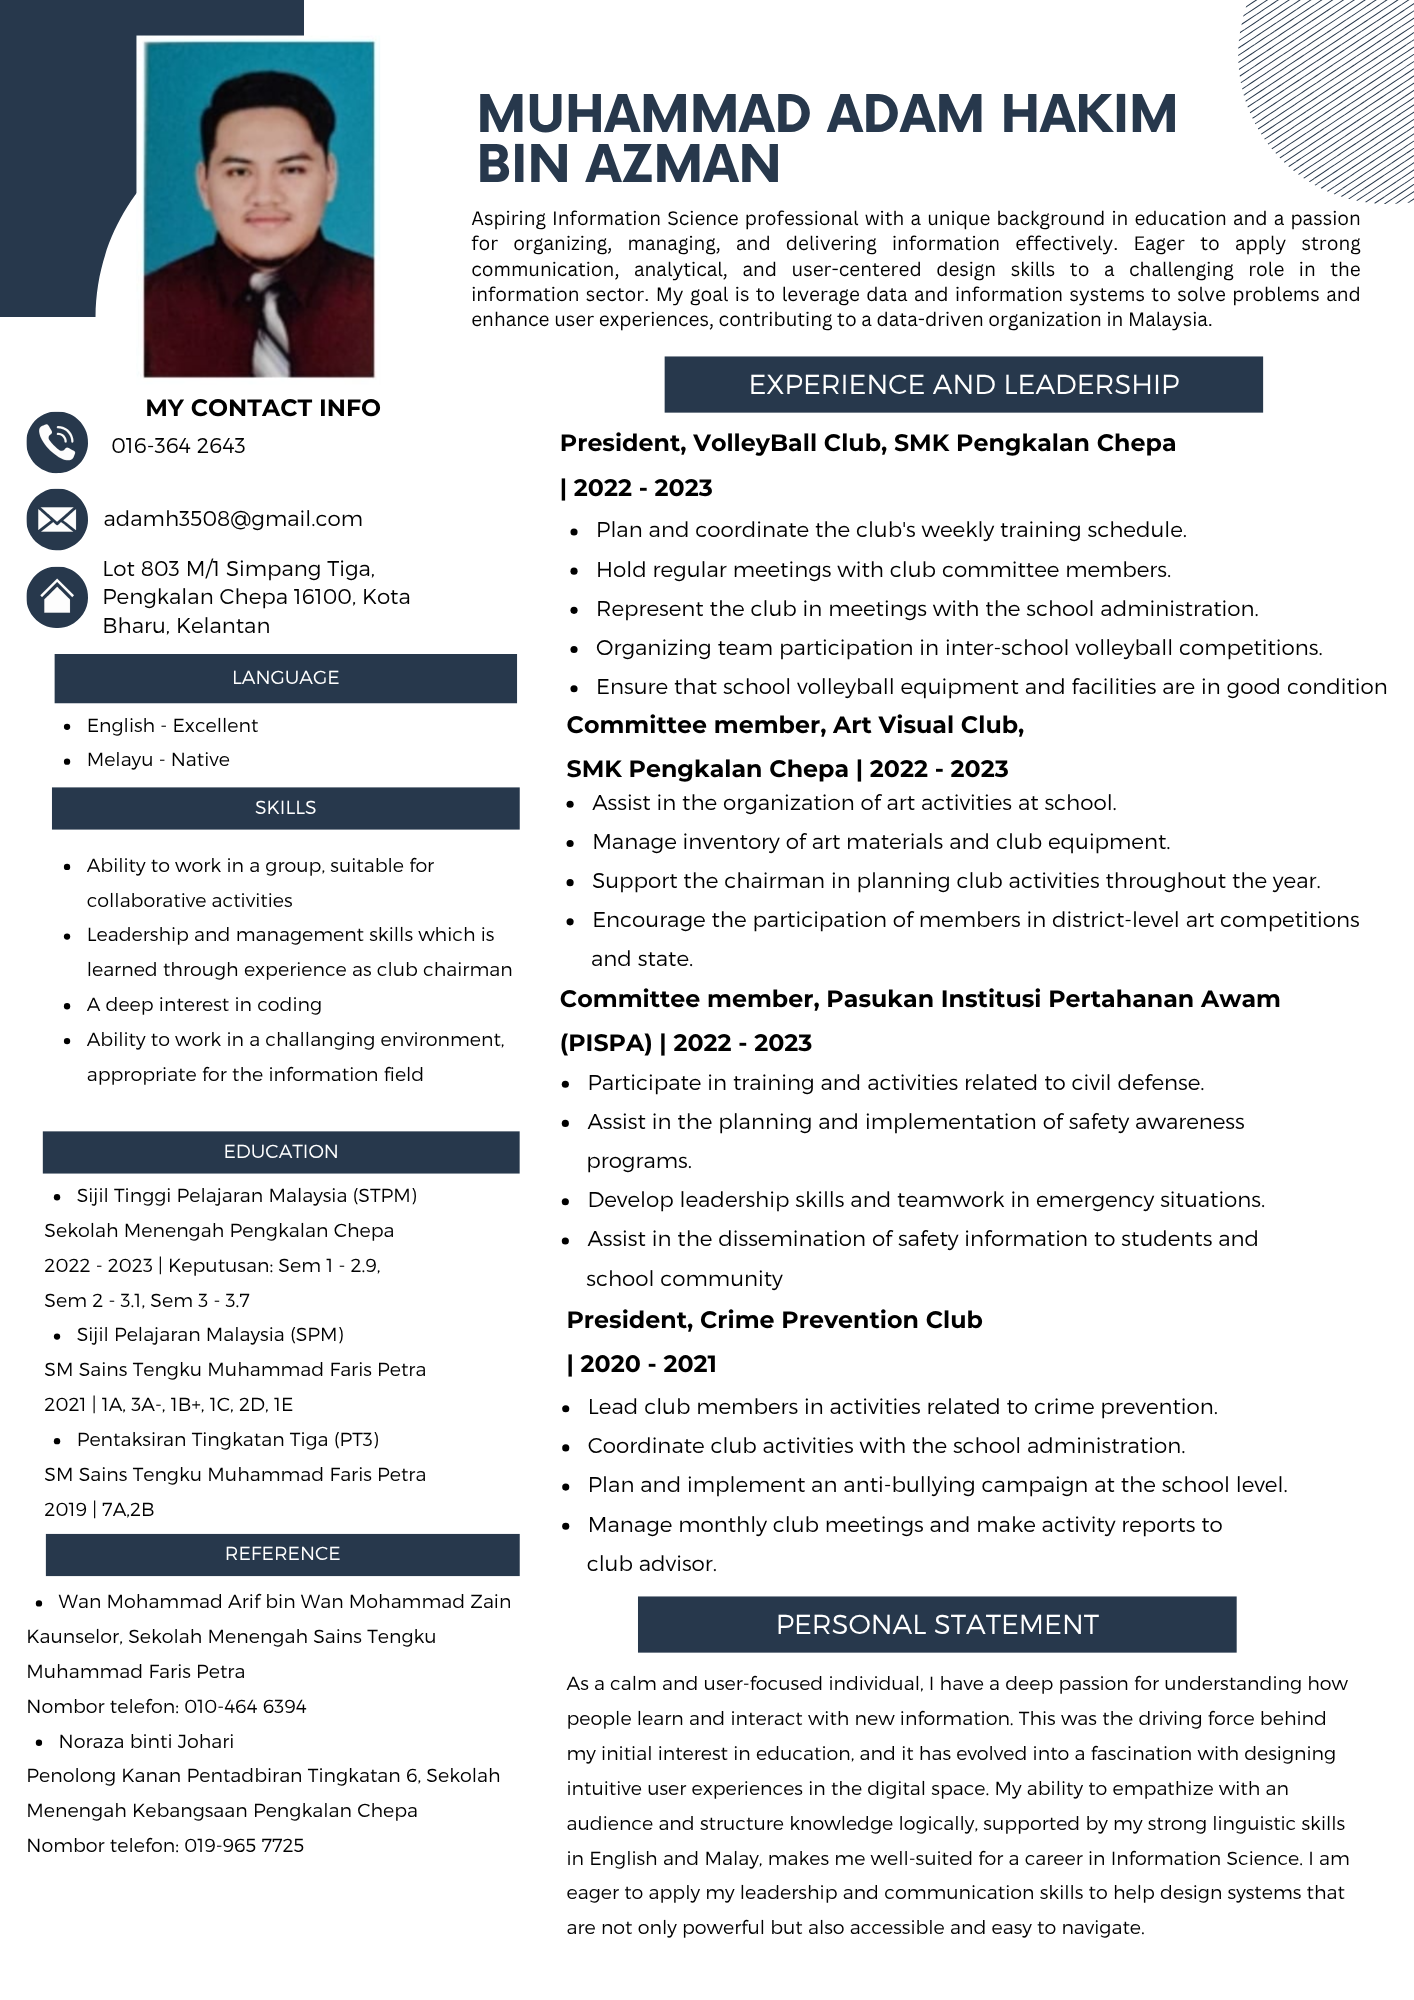 MUHAMMAD ADAM HAKIM
BIN AZMAN
Aspiring Information Science professional with a unique background in education and a passion
for organizing, managing, and delivering information effectively. Eager to apply strong
communication, analytical, and user-centered design skills to a challenging role in the
information sector. My goal is to leverage data and information systems to solve problems and
enhance user experiences, contributing to a data-driven organization in Malaysia.
MY CONTACT INFO
016-364 2643
adamh3508@gmail.com
Lot 803 M/1 Simpang Tiga,
Pengkalan Chepa 16100, Kota
Bharu, Kelantan
LANGUAGE
• English - Excellent
• Melayu - Native
SKILLS
• Ability to work in a group, suitable for
collaborative activities
• Leadership and management skills which is
learned through experience as club chairman
• A deep interest in coding
• Ability to work in a challanging environment,
appropriate for the information field
EDUCATION
• Sijil Tinggi Pelajaran Malaysia (STPM)
Sekolah Menengah Pengkalan Chepa
2022 - 2023 | Keputusan: Sem 1 - 2.9,
Sem 2 - 3.1, Sem 3 - 3.7
• Sijil Pelajaran Malaysia (SPM)
SM Sains Tengku Muhammad Faris Petra
2021 | 1A, 3A-, 1B+, 1C, 2D, 1E
• Pentaksiran Tingkatan Tiga (PT3)
SM Sains Tengku Muhammad Faris Petra
2019 | 7A,2B
REFERENCE
• Wan Mohammad Arif bin Wan Mohammad Zain
Kaunselor, Sekolah Menengah Sains Tengku
Muhammad Faris Petra
Nombor telefon: 010-464 6394
• Noraza binti Johari
Penolong Kanan Pentadbiran Tingkatan 6, Sekolah
Menengah Kebangsaan Pengkalan Chepa
Nombor telefon: 019-965 7725
EXPERIENCE AND LEADERSHIP
President, VolleyBall Club, SMK Pengkalan Chepa
| 2022 - 2023
• Plan and coordinate the club's weekly training schedule.
• Hold regular meetings with club committee members.
• Represent the club in meetings with the school administration.
• Organizing team participation in inter-school volleyball competitions.
• Ensure that school volleyball equipment and facilities are in good condition
Committee member, Art Visual Club,
SMK Pengkalan Chepa | 2022 - 2023
• Assist in the organization of art activities at school.
• Manage inventory of art materials and club equipment.
• Support the chairman in planning club activities throughout the year.
• Encourage the participation of members in district-level art competitions
and state.
Committee member, Pasukan Institusi Pertahanan Awam
(PISPA) | 2022 - 2023
• Participate in training and activities related to civil defense.
• Assist in the planning and implementation of safety awareness
programs.
• Develop leadership skills and teamwork in emergency situations.
• Assist in the dissemination of safety information to students and
school community
President, Crime Prevention Club
| 2020 - 2021
• Lead club members in activities related to crime prevention.
• Coordinate club activities with the school administration.
• Plan and implement an anti-bullying campaign at the school level.
• Manage monthly club meetings and make activity reports to
club advisor.
PERSONAL STATEMENT
As a calm and user-focused individual, I have a deep passion for understanding how
people learn and interact with new information. This was the driving force behind
my initial interest in education, and it has evolved into a fascination with designing
intuitive user experiences in the digital space. My ability to empathize with an
audience and structure knowledge logically, supported by my strong linguistic skills
in English and Malay, makes me well-suited for a career in Information Science. I am
eager to apply my leadership and communication skills to help design systems that
are not only powerful but also accessible and easy to navigate.